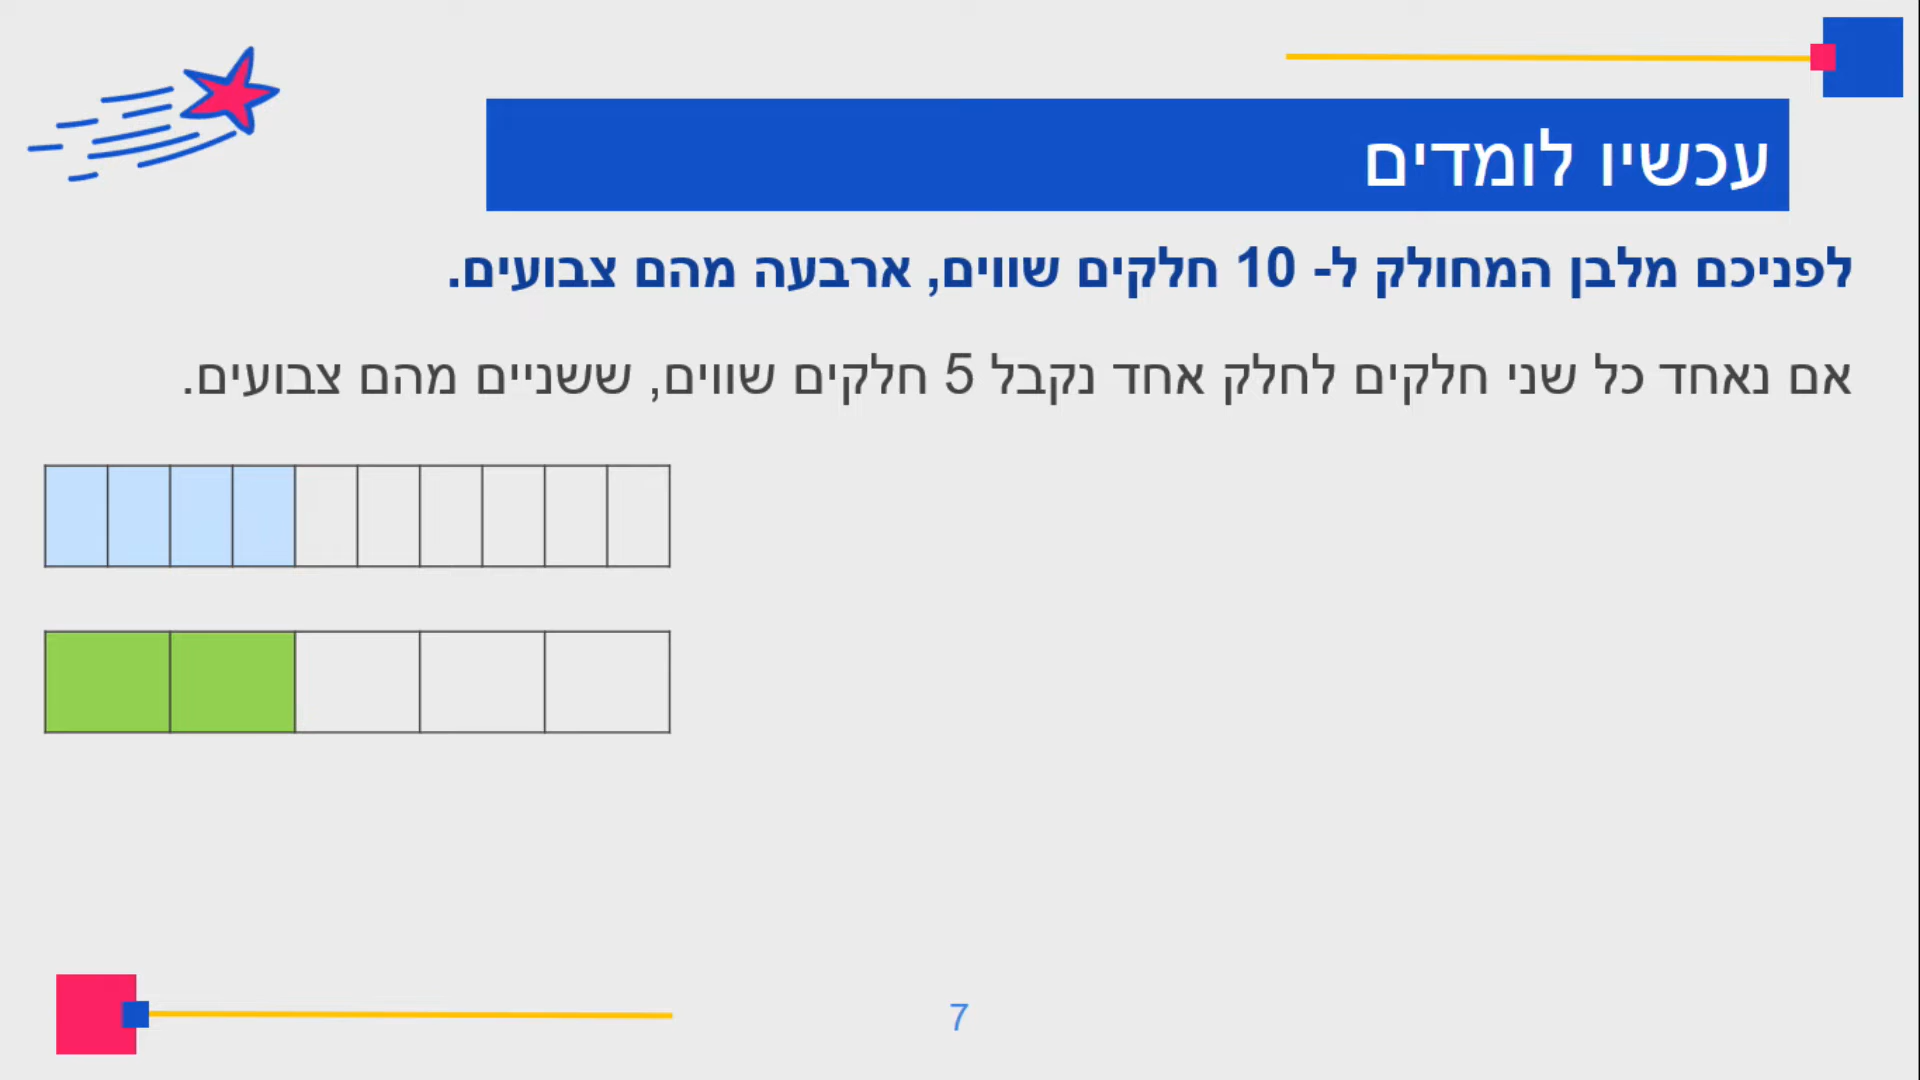 עכשיו לומדים
לפניכם מלבן המחולק ל- 10 חלקים שווים, ארבעה מהם צבועים.
אם נאחד כל שני חלקים לחלק אחד נקבל 5 חלקים שווים, ששניים מהם צבועים.
7